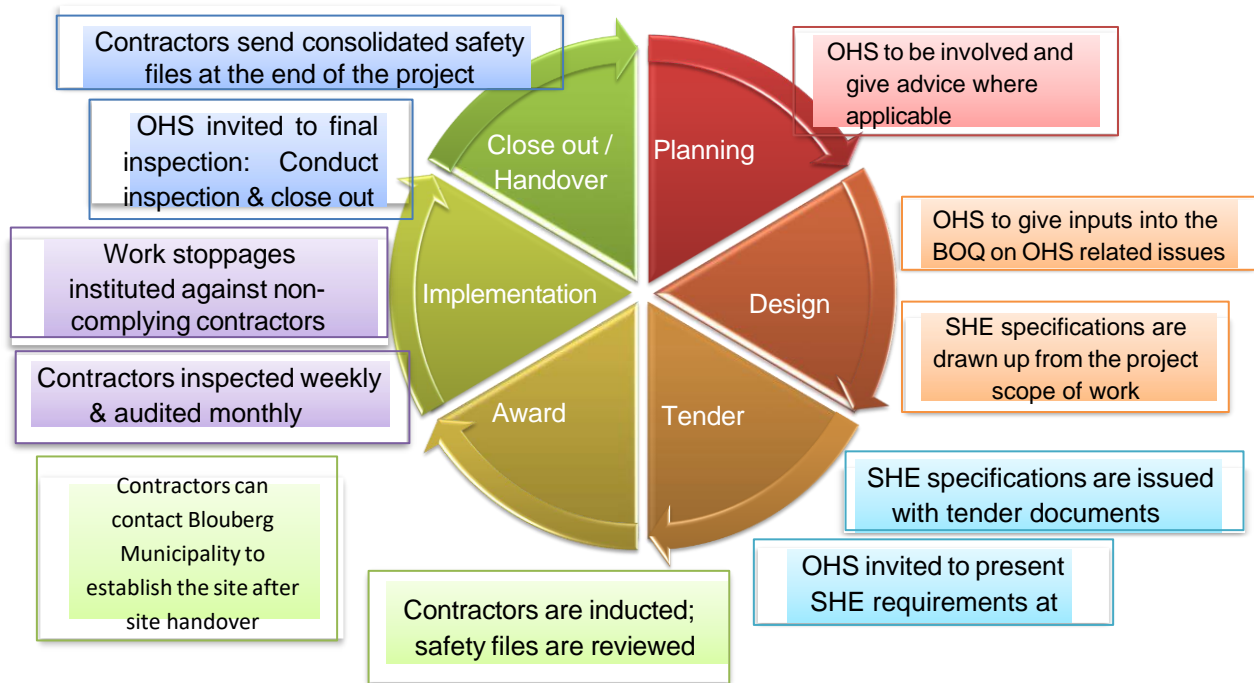 Contractors send consolidated safety
files at the end of the project
OHS invited to final
inspection: Conduct
inspection & close out
Work stoppages
instituted against non-
complying contractors
Contractors inspected weekly
& audited monthly
Contractors can
contact Blouberg
Municipality to
establish the site after
site handover
Close out /
Handover
Planning
Implementation
Design
Award
Tender
OHS to be involved and
give advice where
applicable
OHS to give inputs into the
BOQ on OHS related issues
SHE specifications are
drawn up from the project
scope of work
SHE specifications are issued
with tender documents
OHS invited to present
SHE requirements at
Contractors are inducted;
safety files are reviewed